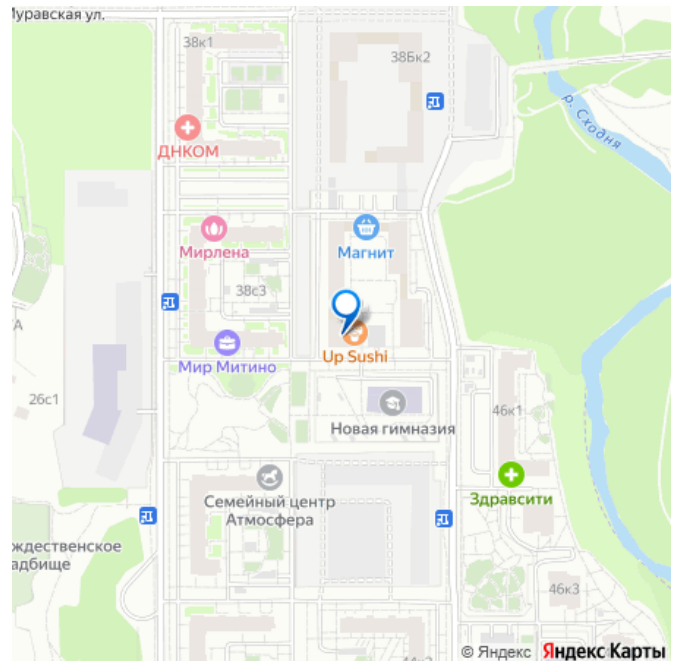 Муравская ул.
38к1
38Бк2
р. Сходня
ДНКОМ
Мирлена
Магнит
38с3
Up Sushi
Мир Митино
26с1
46к1
Новая гимназия
Семейный центр
Атмосфера
Здравсити
ждественское
адбище
46к3
© Яндекс Яндекс Карты